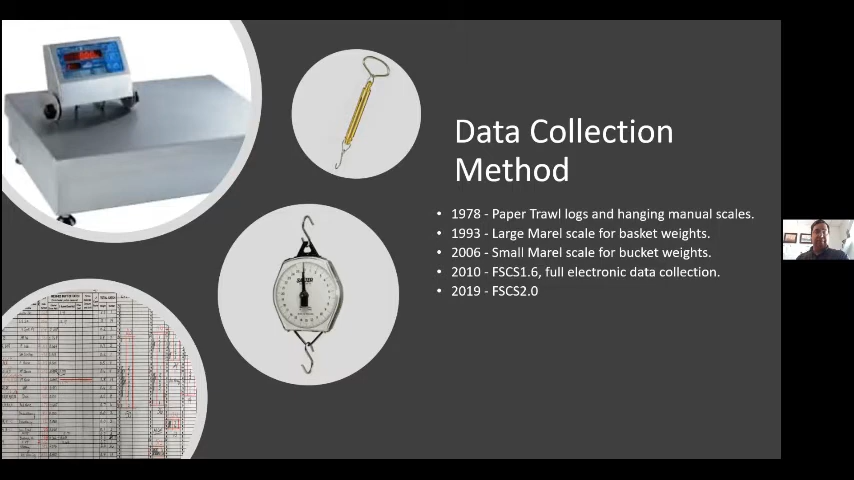 Data Collection
Method
• 1978 - Paper Trawl logs and hanging manual scales.
• 1993 - Large Marel scale for basket weights.
• 2006 - Small Marel scale for bucket weights.
• 2010 - FSCS1.6, full electronic data collection.
• 2019 - FSCS2.0